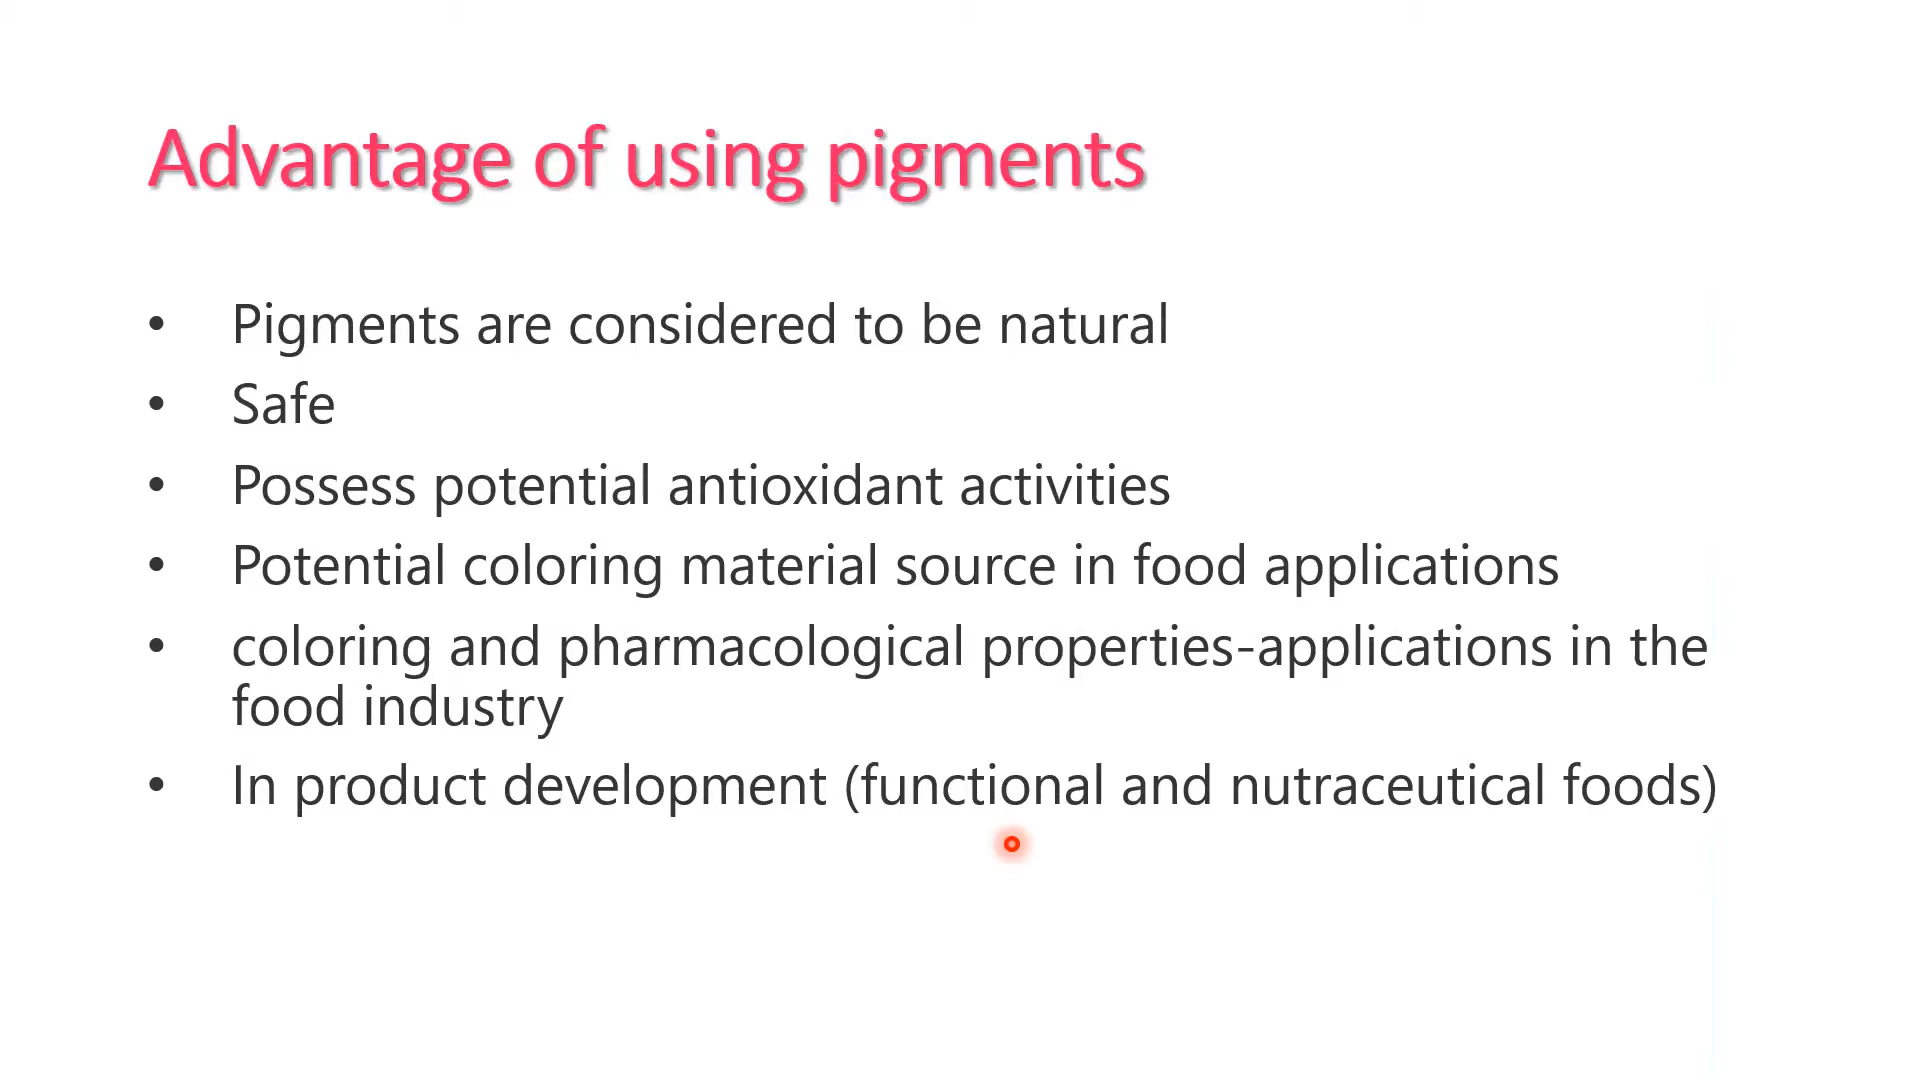 Advantage of using pigments
• Pigments are considered to be natural
• Safe
• Possess potential antioxidant activities
• Potential coloring material source in food applications
• coloring and pharmacological properties-applications in the
food industry
• In product development (functional and nutraceutical foods)